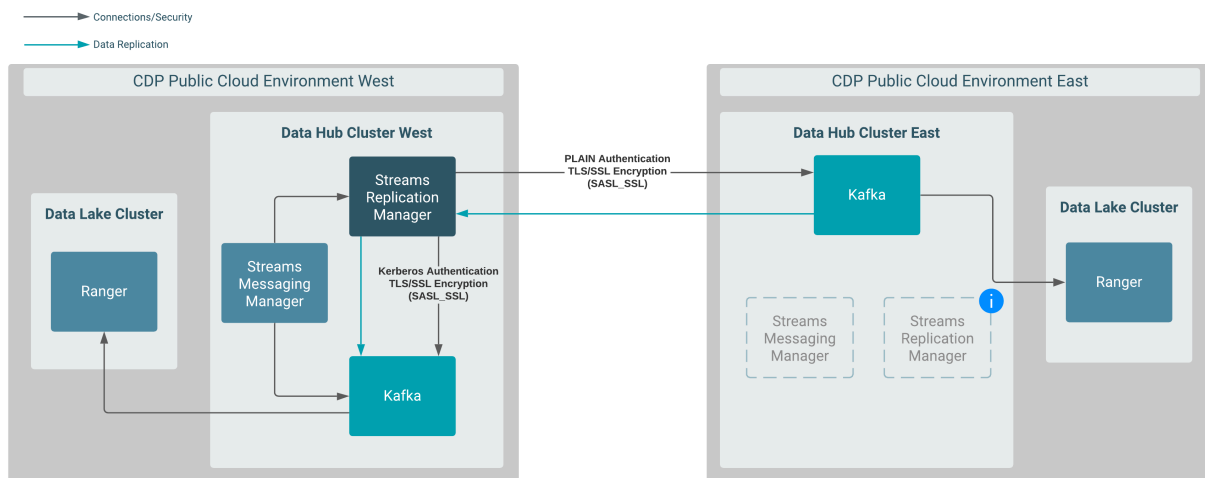 Connections/Security
Data Replication
CDP Public Cloud Environment West
Data Hub Cluster West
Streams
Replication
Manager
Data Lake Cluster
Ranger
Streams
Messaging
Manager
Kerberos Authentication
TLS/SSL Encryption
(SASL_SSL)
Kafka
PLAIN Authentication
TLS/SSL Encryption
(SASL_SSL)
CDP Public Cloud Environment East
Data Hub Cluster East
Kafka
Data Lake Cluster
Ranger
i
Streams
Messaging
Manager
Streams
Replication
Manager